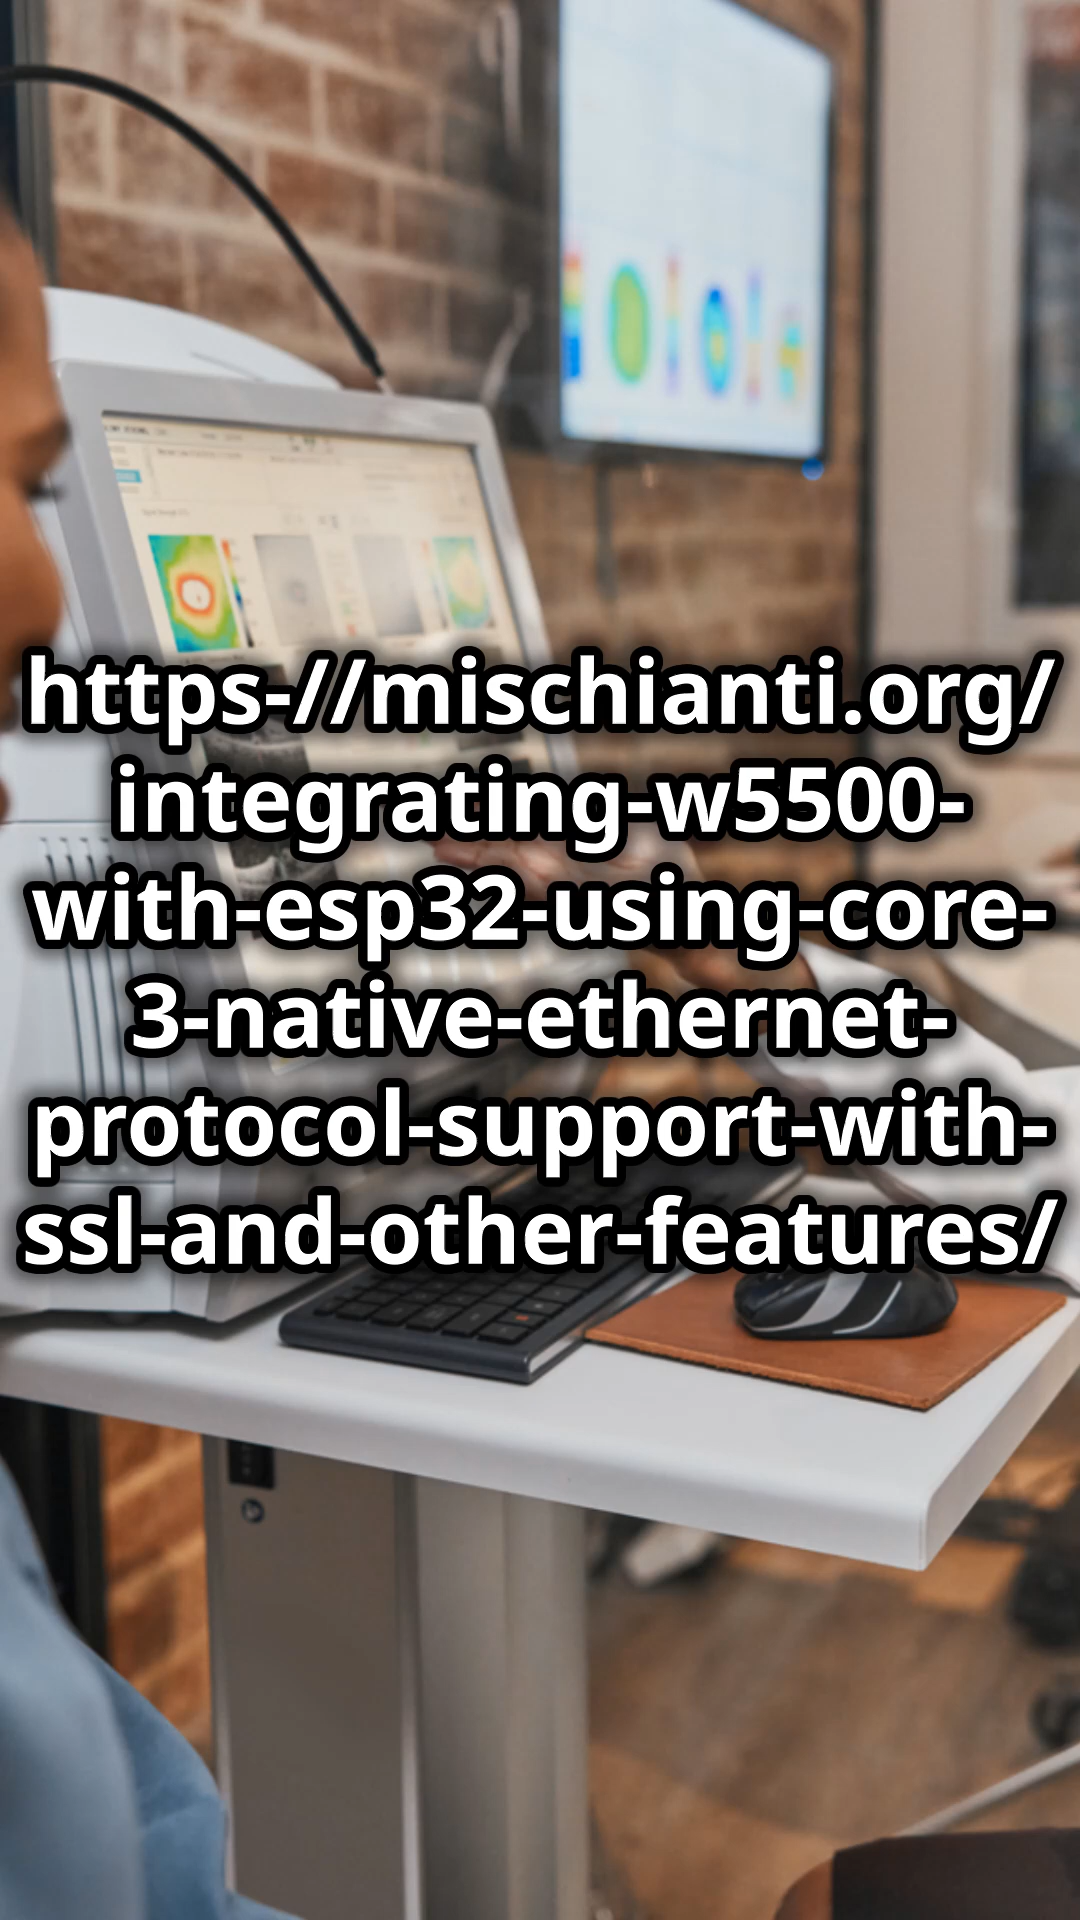 https-//mischianti.org/
integrating-w5500-
with-esp32-using-core-
3-native-ethernet-
protocol-support-with-
ssl-and-other-features/